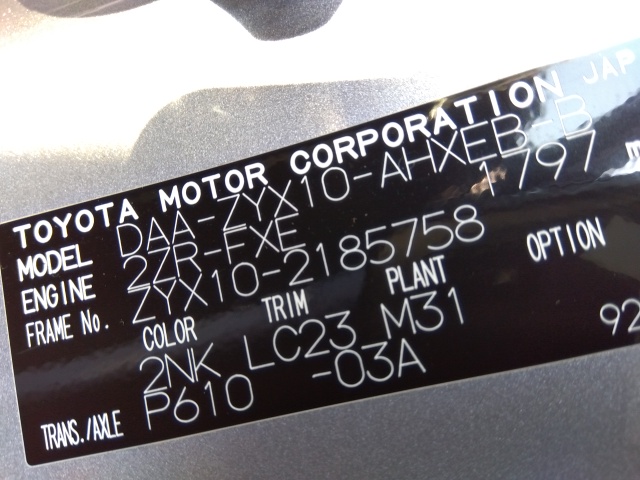 TOYOTA MOTOR CORPORATION JAP
MODEL DAA-ZYX10-AHXEB-B
ENGINE 2ZR-FXE 1797
FRAME No. ZYX10-2185758
COLOR TRIM PLANT OPTION
2NK LC23 M31 92
TRANS./AXLE P610 -03A